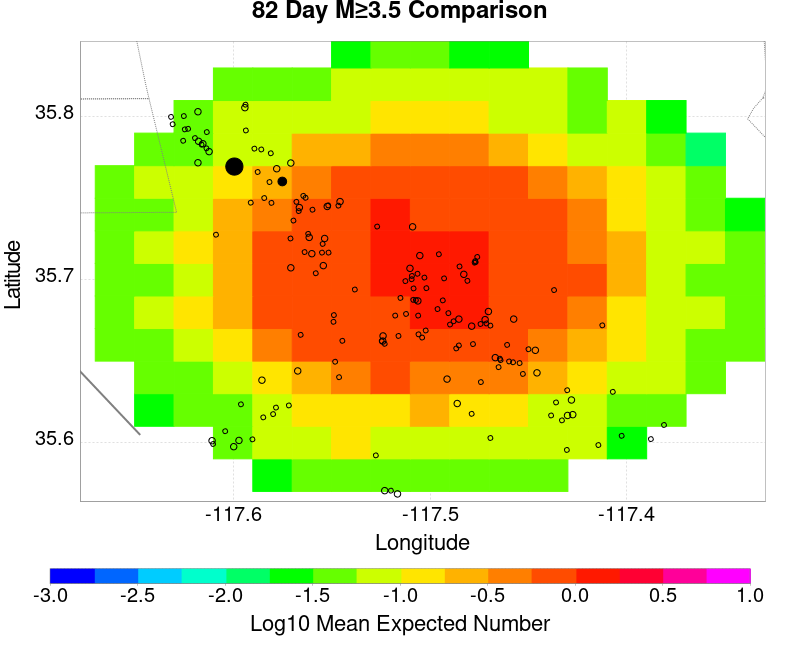 82 Day M≥3.5 Comparison
35.8
35.7
35.6
Latitude
-117.6 -117.5 -117.4
Longitude
-3.0 -2.5 -2.0 -1.5 -1.0 -0.5 0.0 0.5 1.0
Log10 Mean Expected Number